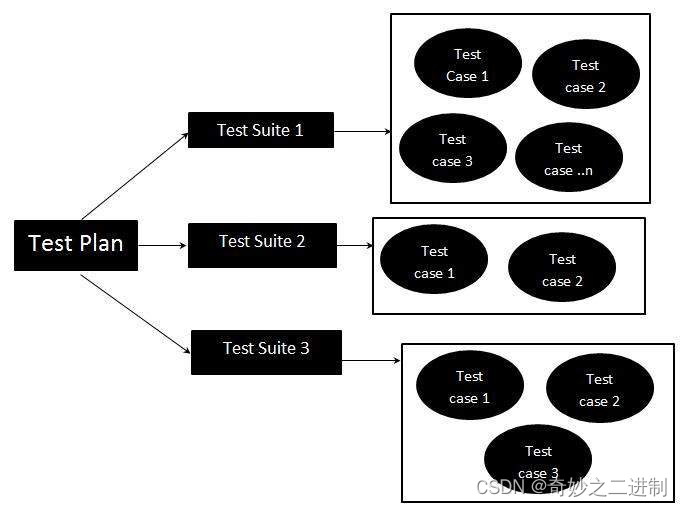 Test Plan
Test Suite 1
Test
Case 1
Test
case 2
Test
case 3
Test
case ..n
Test Suite 2
Test
case 1
Test
case 2
Test Suite 3
Test
case 1
Test
case 2
Test
case 3
CSDN @奇妙之二进制